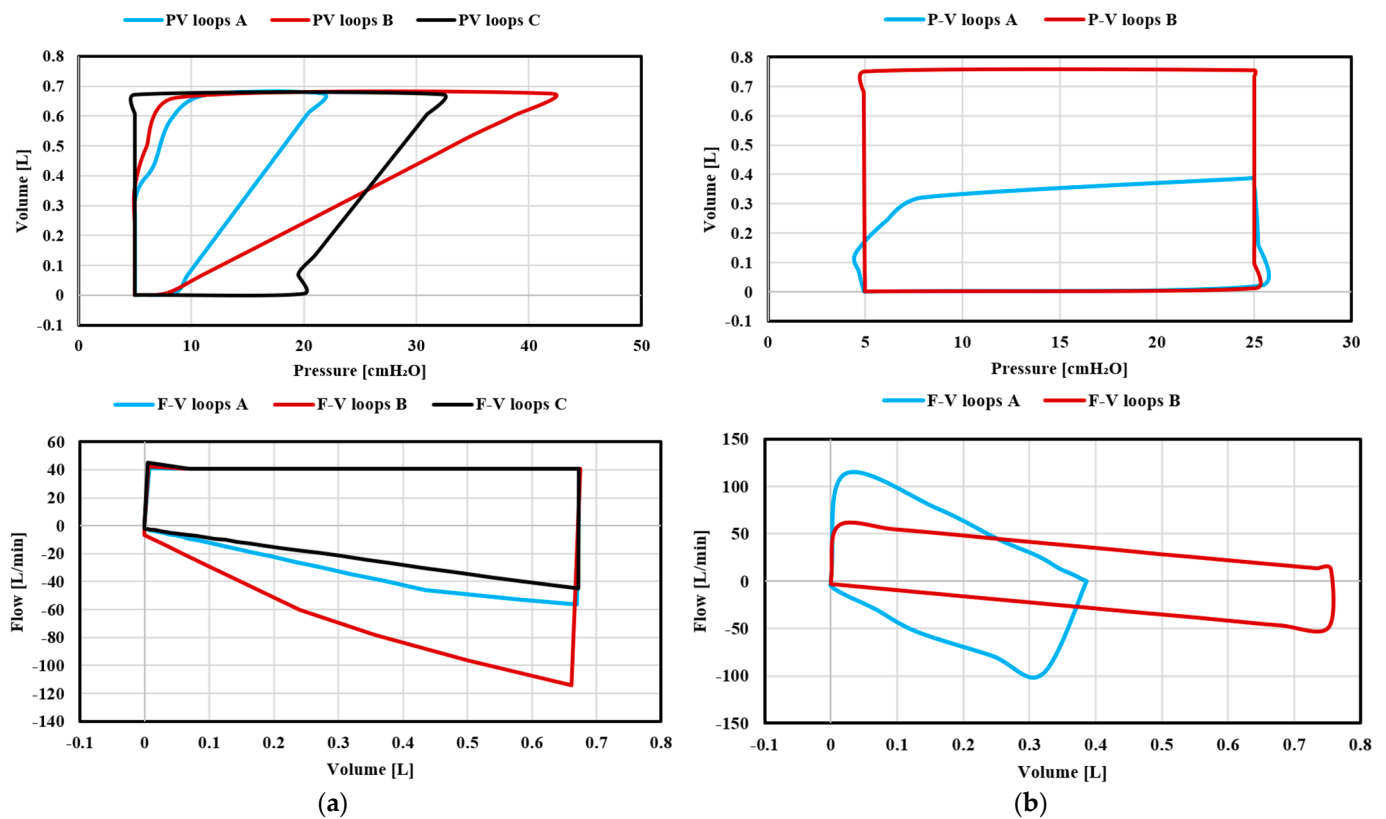 PV loops A PV loops B PV loops C
Volume [L]
0.8
0.7
0.6
0.5
0.4
0.3
0.2
0.1
0
-0.1
0 10 20 30 40 50
Pressure [cmH₂O]
P-V loops A P-V loops B
Volume [L]
0.8
0.7
0.6
0.5
0.4
0.3
0.2
0.1
0
-0.1
0 5 10 15 20 25 30
Pressure [cmH₂O]
F-V loops A F-V loops B F-V loops C
Flow [L/min]
60
40
20
0
-20
-40
-60
-80
-100
-120
-140
-0.1 0 0.1 0.2 0.3 0.4 0.5 0.6 0.7 0.8
Volume [L]
(a)
F-V loops A F-V loops B
Flow [L/min]
150
100
50
0
-50
-100
-150
-0.1 0 0.1 0.2 0.3 0.4 0.5 0.6 0.7 0.8
Volume [L]
(b)